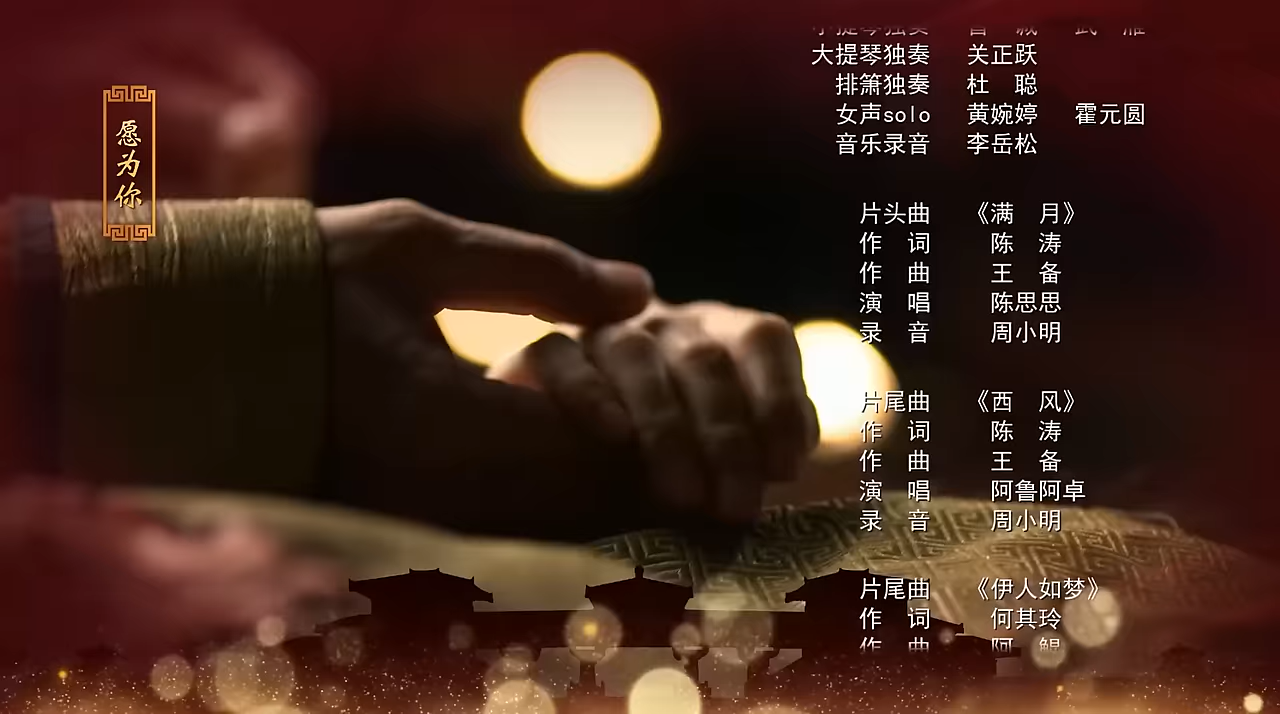 愿为你
大提琴独奏 关正跃
排箫独奏 杜 聪
女声solo 黄婉婷 霍元圆
音乐录音 李岳松
片头曲 《满 月》
作 词 陈 涛
作 曲 王 备
演 唱 陈思思
录 音 周小明
片尾曲 《西 风》
作 词 陈 涛
作 曲 王 备
演 唱 阿鲁阿卓
录 音 周小明
片尾曲 《伊人如梦》
作 词 何其玲
作 曲 阿 鲲